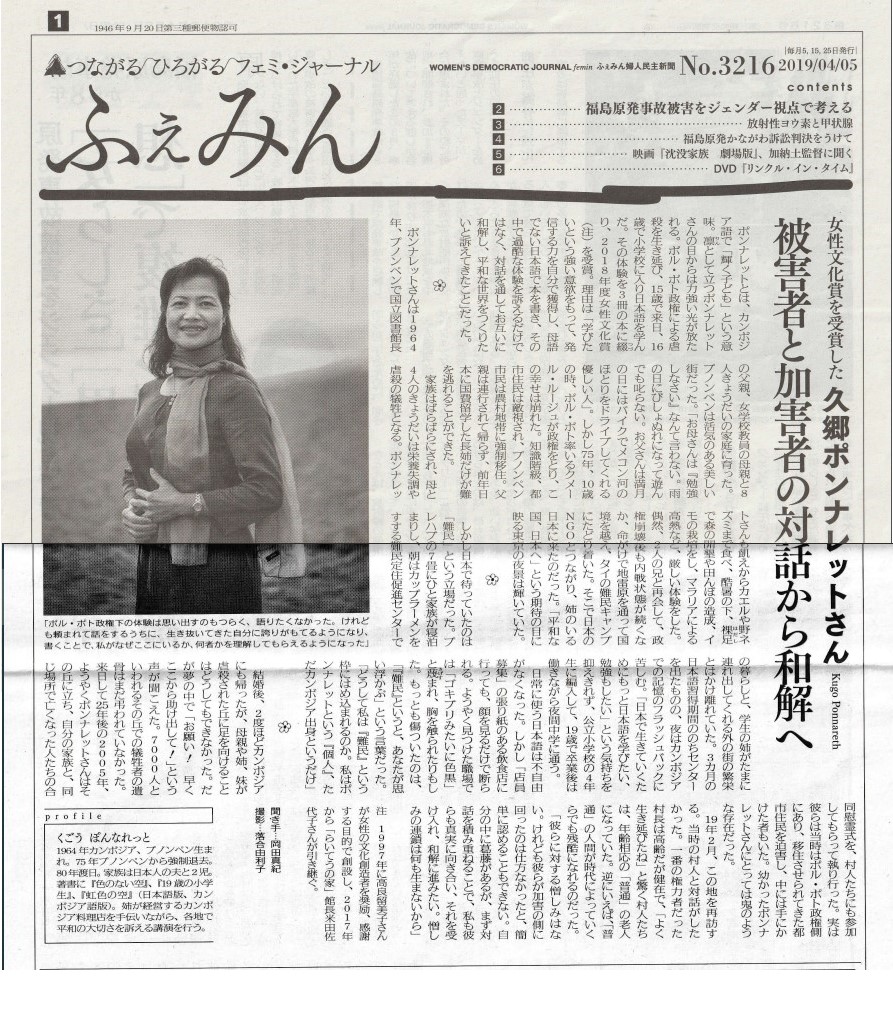 1
1946年9月20日第三種郵便物認可
つながる/ひろがる/フェミ・ジャーナル
ふぇみん
WOMEN'S DEMOCRATIC JOURNAL femin ふぇみん婦人民主新聞
No.3216
|毎月5, 15, 25日発行|
2019/04/05
contents
2 福島原発事故被害をジェンダー視点で考える
3 放射性ヨウ素と甲状腺
4 福島原発かながわ訴訟判決をうけて
5 映画『沈没家族 劇場版』、加納土監督に聞く
6 DVD『リンクル・イン・タイム』
女性文化賞を受賞した 久郷ポンナレットさん Kugo Ponnareth
被害者と加害者の対話から和解へ
ポンナレットとは、カンボジ
ア語で「輝く子ども」という意
味。凛として立つポンナレット
さんの目からは力強い光が放た
れる。ポル・ポト政権による虐
殺を生き延び、15歳で来日、16
歳で小学校に入り日本語を学ん
だ。その体験を3冊の本に綴
り、2018年度女性文化賞
（注）を受賞。理由は「学びた
いという強い意欲をもって、発
信する力を自分で獲得し、母語
でない日本語で本を書き、その
中で過酷な体験を訴えるだけで
はなく、対話を通してお互いに
和解し、平和な世界をつくりた
いと訴えてきたこと」だった。
ポンナレットさんは1964
年、プノンペンで国立図書館長
の父親、女学校教員の母親と8
人きょうだいの家庭に育った。
プノンペンは活気のある美しい
街だった。「お母さんは『勉強
しなさい』なんて言わない。雨
の日にびしょぬれになって遊ん
でも叱らない。お父さんは満月
の日にはバイクでメコン河の
ほとりをドライブしてくれる
優しい人」。しかし75年、10歳
の時、ポル・ポト率いるクメー
ル・ルージュが政権をとり、こ
の幸せは崩れた。知識階級、都
市住民は敵視され、プノンペン
市民は農村地帯に強制移住。父
親は連行されて帰らず、前年日
本に国費留学した長姉だけが難
を逃れることができた。
家族はばらばらにされ、母と
4人のきょうだいは栄養失調や
虐殺の犠牲となる。ポンナレッ
トさんも飢えからカエルや野ネ
ズミまで食べ、酷暑の下、裸足
で森の開墾や田んぼの造成、イ
モの栽培をし、マラリアによる
高熱など、厳しい体験をした。
偶然、2人の兄と再会して、政
権崩壊後も内戦状態が続くな
か、命がけで地雷原を通って国
境を越え、タイの難民キャンプ
にたどり着いた。そこで日本の
NGOとつながり、姉のいる
日本に来たのだった。「平和な
国、日本へ」という期待の目に
映る東京の夜景は輝いていた。
しかし日本で待っていたのは
「難民」という立場だった。プ
レハブの7畳にひと家族が寝泊
まりし、朝はカップラーメンを
すする難民定住促進センターで
の暮らしと、学生の姉がたまに
連れ出してくれる外の街の繁栄
とはかけ離れていた。3カ月の
日本語習得期間ののちセンター
を出たものの、夜はカンボジア
での記憶のフラッシュバックに
苦しむ。「日本で生きていくた
めにもっと日本語を学びたい、
勉強もしたい」という気持ちを
抑えきれず、公立小学校の4年
生に編入して、19歳で卒業後は
働きながら夜間中学に通う。
日常に使う日本語は不自由
がなくなった。しかし「店員
募集」の張り紙のある飲食店に
行っても、顔を見るだけで断ら
れる。ようやく見つけた職場で
は「ゴキブリみたいに色黒」
と蔑まれ、胸を触られたりもし
た。もっとも傷ついたのは、
「『難民』というと、あなたが思
い浮かぶ」という言葉だった。
「どうして私は『難民』という
枠にはめ込まれるのか。私はポ
ンナレットという『個人』、た
だカンボジア出身というだけ」
結婚後、2度ほどカンボジア
にも帰ったが、母親や姉、妹が
虐殺された丘に足を向けること
はどうしてもできなかった。だ
が夢の中で「お願い！ 早く
ここから助け出して！」という
声が聞こえた。7000人と
いわれるその丘での犠牲者の遺
骨はまだ弔われていなかった。
来日して25年後の2005年、
ようやくポンナレットさんはそ
の丘に立ち、自分の家族と、同
じ場所で亡くなった人たちの合
同慰霊式を、村人たちにも参加
してもらって執り行った。実は
彼らは当時はポル・ポト政権側
にあり、移住させられてきた都
市住民を迫害し、中には手にか
けた者もいた。幼かったポンナ
レットさんにとっては鬼のよう
な存在だった。
19年2月、この地を再訪す
る。当時の村人と対話がした
かった。一番の権力者だった
村長は高齢だが健在で、「よく
生き延びたね」と驚く村人たち
は、年齢相応の「普通」の老人
になっていた。逆にいえば、「普
通」の人間が時代によっていく
らでも残酷になれるのだった。
「彼らに対する憎しみはな
い。けれども彼らが加害の側に
回ったのは仕方なかったと、簡
単に認めることもできない。自
分の中に葛藤があるが、まず対
話を積み重ねることで、私も彼
らも真実に向き合い、それを受
け入れ、和解に進みたい。憎し
みの連鎖は何も生まないから」
聞き手…岡田真紀
撮影…落合由利子
注 1997年に高良留美子さん
が女性の文化創造者を奨励、感謝
する目的で創設し、2017年
から「らいてうの家」館長米田佐
代子さんが引き継ぐ。
「ポル・ポト政権下の体験は思い出すのもつらく、語りたくなかった。けれど
も頼まれて話をするうちに、生き抜いてきた自分に誇りがもてるようになり、
書くことで、私がなぜここにいるか、何者かを理解してもらえるようになった」
profile
くごう ぽんなれっと
1964年カンボジア、プノンペン生ま
れ。75年プノンペンから強制退去。
80年渡日。家族は日本人の夫と2児。
著書に『色のない空』、『19歳の小学
生』、『虹色の空』（日本語版、カン
ボジア語版）。姉が経営するカンボ
ジア料理店を手伝いながら、各地で
平和の大切さを訴える講演を行う。